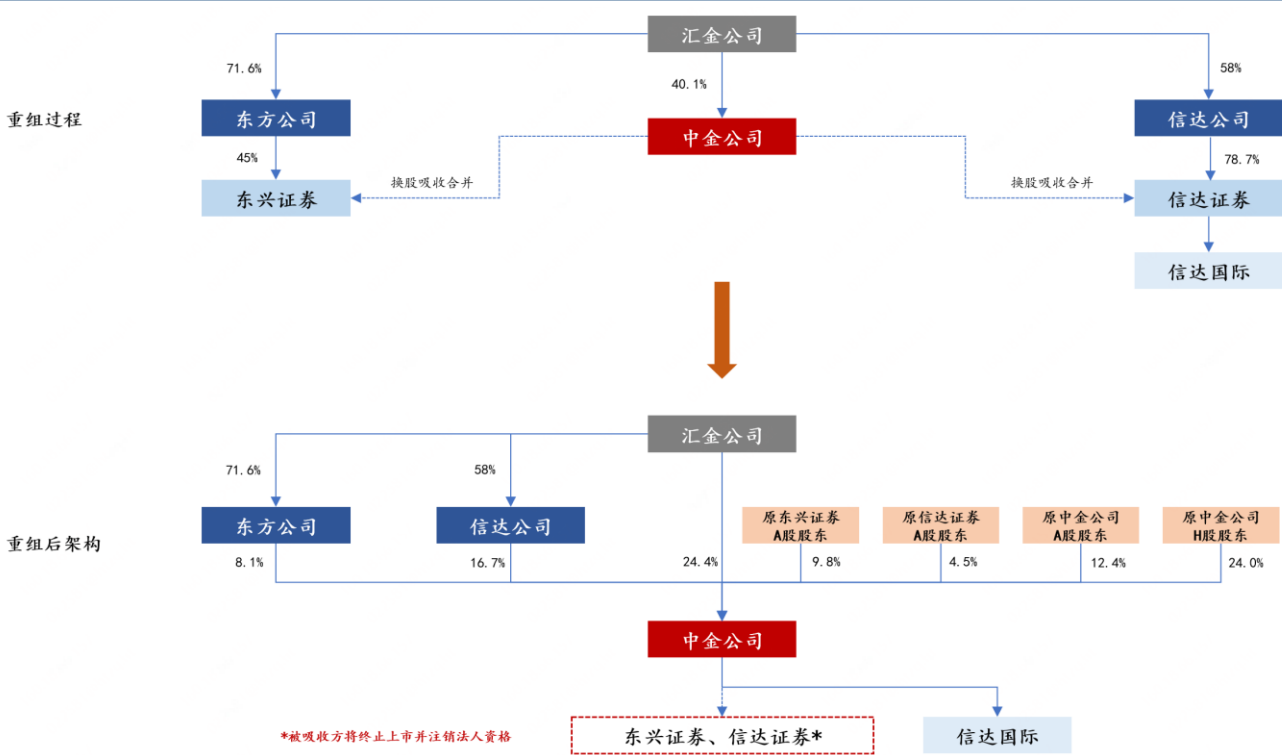 汇金公司
71.6%
40.1%
58%
重组过程
东方公司
中金公司
信达公司
45%
78.7%
换股吸收合并
换股吸收合并
东兴证券
信达证券
信达国际
汇金公司
71.6%
58%
重组后架构
东方公司
信达公司
原东兴证券
A股股东
原信达证券
A股股东
原中金公司
A股股东
原中金公司
H股股东
8.1%
16.7%
24.4%
9.8%
4.5%
12.4%
24.0%
中金公司
*被吸收方将终止上市并注销法人资格
东兴证券、信达证券*
信达国际